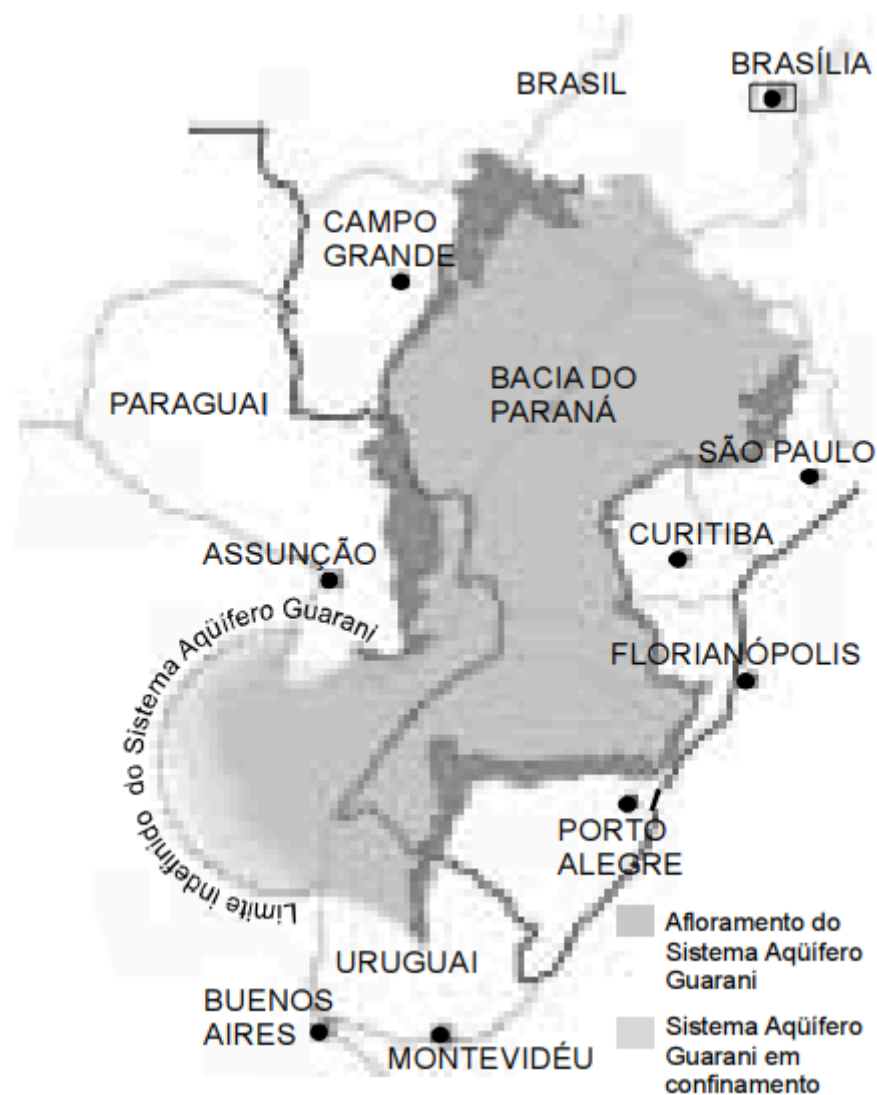 BRASÍLIA
BRASIL
CAMPO
GRANDE
BACIA DO
PARANÁ
PARAGUAI
SÃO PAULO
CURITIBA
ASSUNÇÃO
Limite indefinido do Sistema Aqüífero Guarani
FLORIANÓPOLIS
PORTO
ALEGRE
URUGUAI
BUENOS
AIRES
MONTEVIDÉU
Afloramento do
Sistema Aqüífero
Guarani
Sistema Aqüífero
Guarani em
confinamento